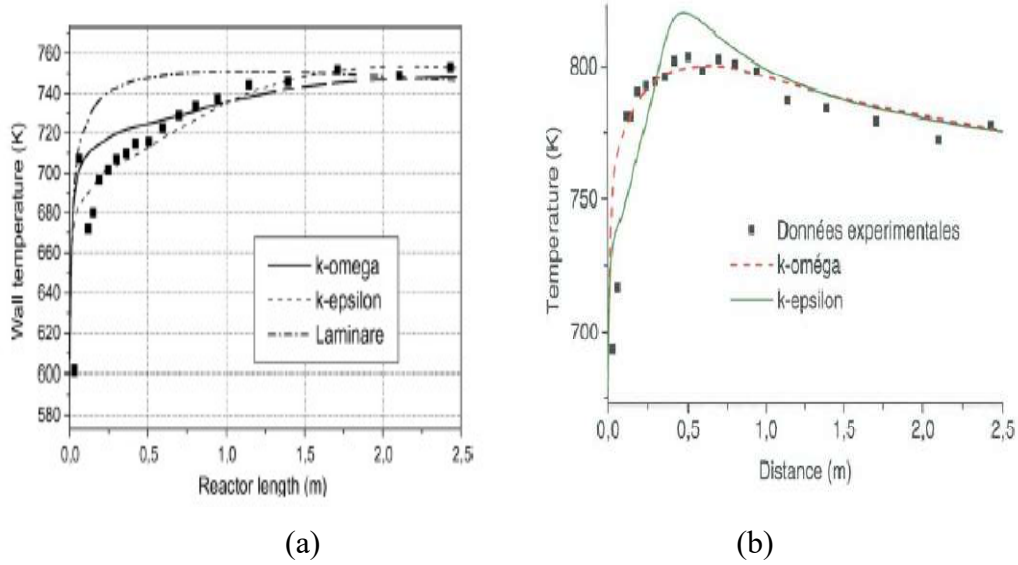 760
740
720
700
680
660
640
620
600
580
Wall temperature (K)
k-omega
k-epsilon
Laminare
0,0 0,5 1,0 1,5 2,0 2,5
Reactor length (m)
(a)
800
750
700
Temperature (K)
Données experimentales
k-oméga
k-epsilon
0,0 0,5 1,0 1,5 2,0 2,5
Distance (m)
(b)